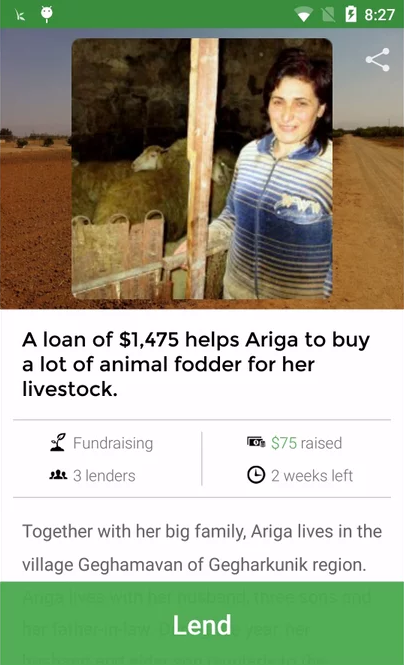 8:27
A loan of $1,475 helps Ariga to buy
a lot of animal fodder for her
livestock.
Fundraising
$75 raised
3 lenders
2 weeks left
Together with her big family, Ariga lives in the
village Geghamavan of Gegharkunik region.
Ariga lives with her husband, three sons and
her father-in-law. year, her
Lend